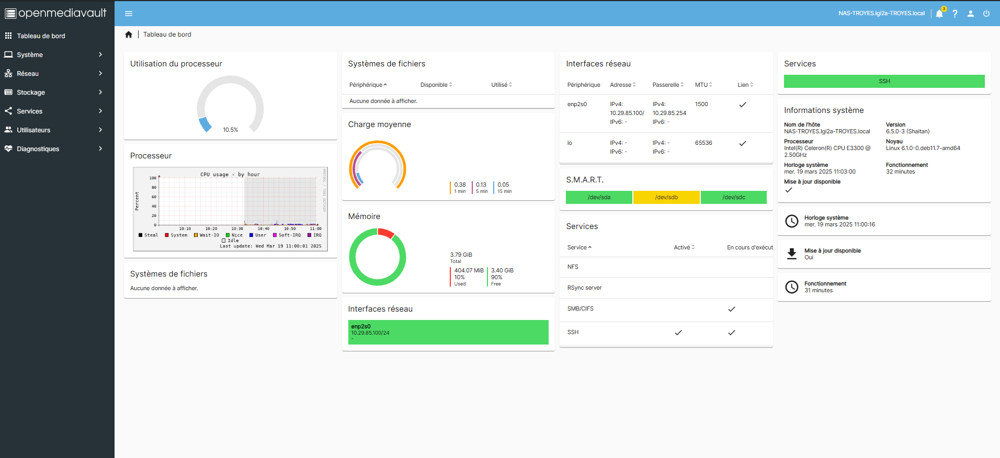 openmediavault
NAS-TROYES.lgi2a-TROYES.local
3
?
Tableau de bord
Système
Réseau
Stockage
Services
Utilisateurs
Diagnostiques
Tableau de bord
Utilisation du processeur
10.5%
Processeur
CPU usage - by hour
RRDTOOL / TOBI OETIKER
Percent
100
80
60
40
20
0
10:10 10:20 10:30 10:40 10:50 11:00
Steal System Wait-IO Nice User Soft-IRQ IRQ
Idle
Last update: Wed Mar 19 11:00:01 2025
Systèmes de fichiers
Aucune donnée à afficher.
Systèmes de fichiers
Périphérique Disponible Utilisé
Aucune donnée à afficher.
Charge moyenne
0.38 0.13 0.05
1 min 5 min 15 min
Mémoire
3.79 GiB
Total
404.07 MiB 3.40 GiB
10% 90%
Used Free
Interfaces réseau
enp2s0
10.29.85.100/24
-
Interfaces réseau
Périphérique Adresse Passerelle MTU Lien
enp2s0 IPv4: IPv4: 1500
10.29.85.100/ 10.29.85.254
IPv6: - IPv6: -
lo IPv4: - IPv4: - 65536
IPv6: - IPv6: -
S.M.A.R.T.
/dev/sda /dev/sdb /dev/sdc
Services
Service Activé En cours d'exécut
NFS
RSync server
SMB/CIFS
SSH
Services
SSH
Informations système
Nom de l'hôte Version
NAS-TROYES.lgi2a-TROYES.local 6.5.0-3 (Shaitan)
Processeur Noyau
Intel(R) Celeron(R) CPU E3300 @ Linux 6.1.0-0.deb11.7-amd64
2.50GHz
Horloge système Fonctionnement
mer. 19 mars 2025 11:03:00 32 minutes
Mise à jour disponible
Horloge système
mer. 19 mars 2025 11:00:16
Mise à jour disponible
Oui
Fonctionnement
31 minutes